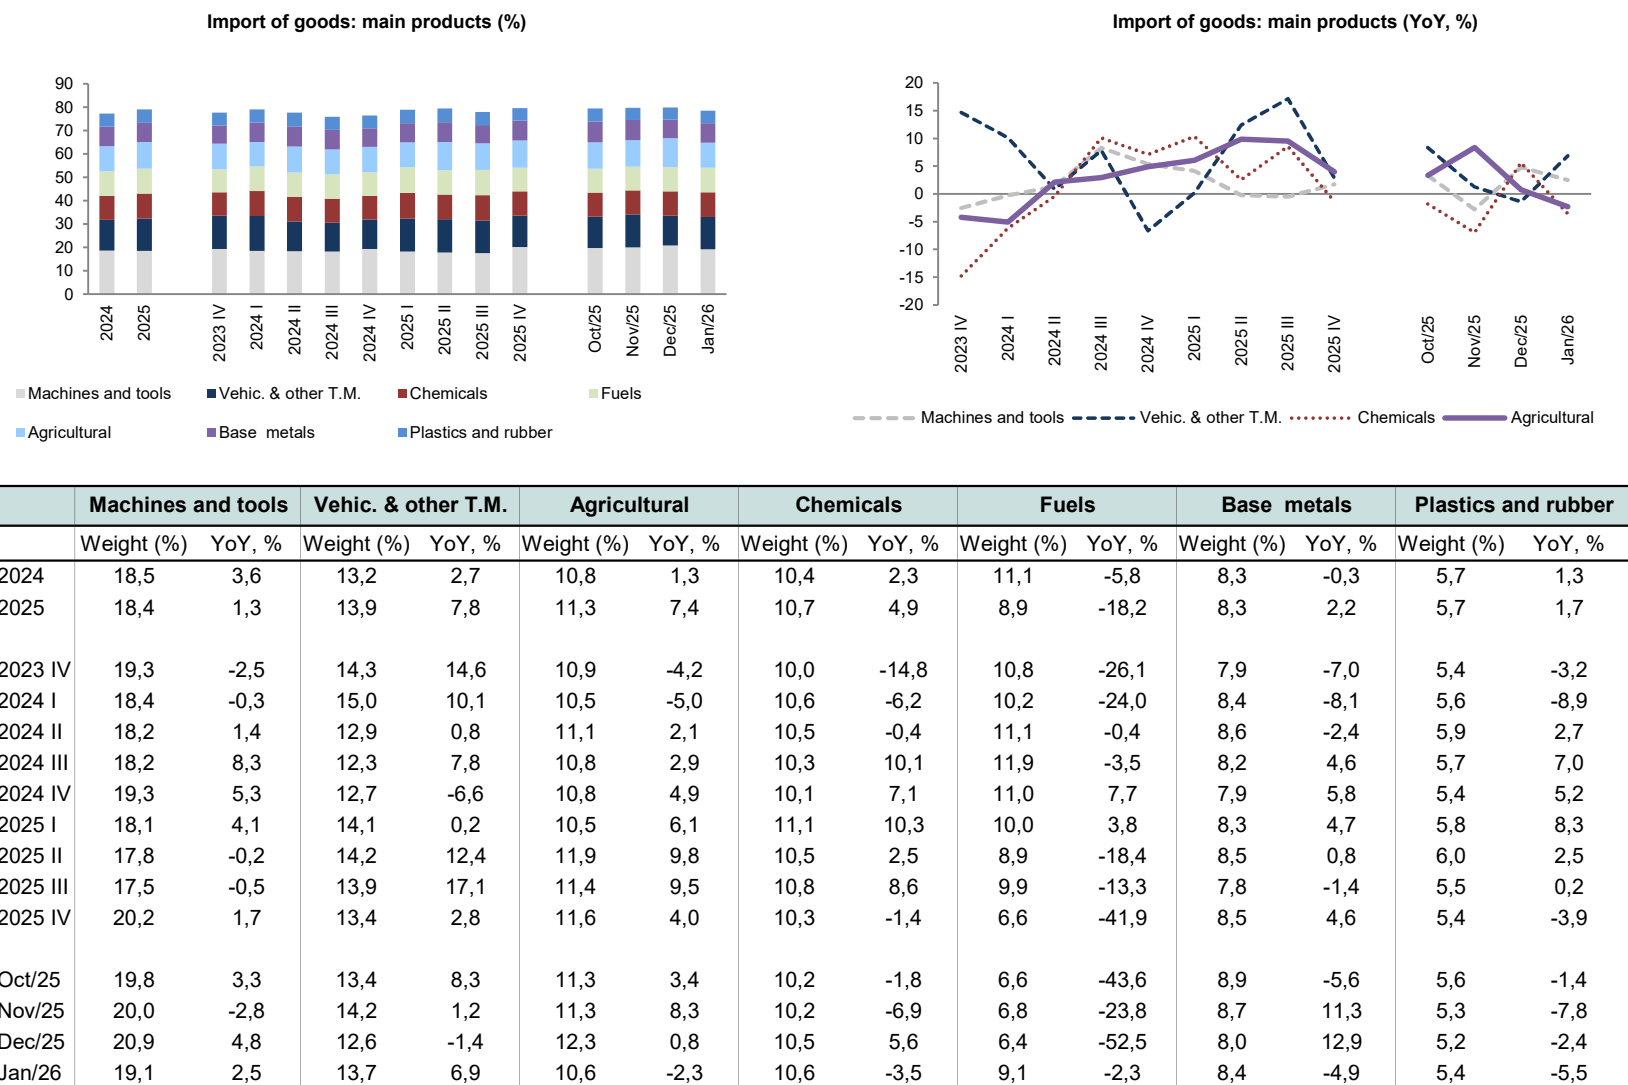 Import of goods: main products (%)
90
80
70
60
50
40
30
20
10
0
2024
2025
2023 IV
2024 I
2024 II
2024 III
2024 IV
2025 I
2025 II
2025 III
2025 IV
Oct/25
Nov/25
Dec/25
Jan/26
Machines and tools Vehic. & other T.M. Chemicals Fuels
Agricultural Base metals Plastics and rubber
Import of goods: main products (YoY, %)
20
15
10
5
0
-5
-10
-15
-20
2023 IV
2024 I
2024 II
2024 III
2024 IV
2025 I
2025 II
2025 III
2025 IV
Oct/25
Nov/25
Dec/25
Jan/26
Machines and tools Vehic. & other T.M. Chemicals Agricultural
Machines and tools Vehic. & other T.M. Agricultural Chemicals Fuels Base metals Plastics and rubber
Weight (%) YoY, % Weight (%) YoY, % Weight (%) YoY, % Weight (%) YoY, % Weight (%) YoY, % Weight (%) YoY, % Weight (%) YoY, %
2024 18,5 3,6 13,2 2,7 10,8 1,3 10,4 2,3 11,1 -5,8 8,3 -0,3 5,7 1,3
2025 18,4 1,3 13,9 7,8 11,3 7,4 10,7 4,9 8,9 -18,2 8,3 2,2 5,7 1,7
2023 IV 19,3 -2,5 14,3 14,6 10,9 -4,2 10,0 -14,8 10,8 -26,1 7,9 -7,0 5,4 -3,2
2024 I 18,4 -0,3 15,0 10,1 10,5 -5,0 10,6 -6,2 10,2 -24,0 8,4 -8,1 5,6 -8,9
2024 II 18,2 1,4 12,9 0,8 11,1 2,1 10,5 -0,4 11,1 -0,4 8,6 -2,4 5,9 2,7
2024 III 18,2 8,3 12,3 7,8 10,8 2,9 10,3 10,1 11,9 -3,5 8,2 4,6 5,7 7,0
2024 IV 19,3 5,3 12,7 -6,6 10,8 4,9 10,1 7,1 11,0 7,7 7,9 5,8 5,4 5,2
2025 I 18,1 4,1 14,1 0,2 10,5 6,1 11,1 10,3 10,0 3,8 8,3 4,7 5,8 8,3
2025 II 17,8 -0,2 14,2 12,4 11,9 9,8 10,5 2,5 8,9 -18,4 8,5 0,8 6,0 2,5
2025 III 17,5 -0,5 13,9 17,1 11,4 9,5 10,8 8,6 9,9 -13,3 7,8 -1,4 5,5 0,2
2025 IV 20,2 1,7 13,4 2,8 11,6 4,0 10,3 -1,4 6,6 -41,9 8,5 4,6 5,4 -3,9
Oct/25 19,8 3,3 13,4 8,3 11,3 3,4 10,2 -1,8 6,6 -43,6 8,9 -5,6 5,6 -1,4
Nov/25 20,0 -2,8 14,2 1,2 11,3 8,3 10,2 -6,9 6,8 -23,8 8,7 11,3 5,3 -7,8
Dec/25 20,9 4,8 12,6 -1,4 12,3 0,8 10,5 5,6 6,4 -52,5 8,0 12,9 5,2 -2,4
Jan/26 19,1 2,5 13,7 6,9 10,6 -2,3 10,6 -3,5 9,1 -2,3 8,4 -4,9 5,4 -5,5